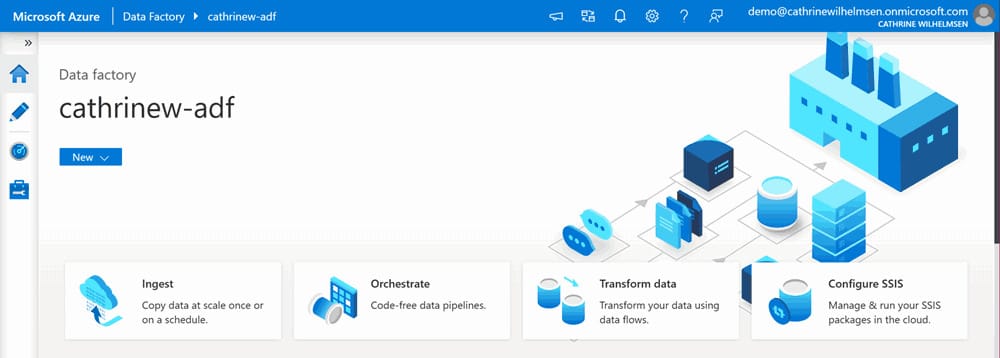 Microsoft Azure
Data Factory ▸ cathrinew-adf
demo@cathrinewilhelmsen.onmicrosoft.com
CATHRINE WILHELMSEN
»
Data factory
cathrinew-adf
New
Ingest
Copy data at scale once or
on a schedule.
Orchestrate
Code-free data pipelines.
Transform data
Transform your data using
data flows.
Configure SSIS
Manage & run your SSIS
packages in the cloud.